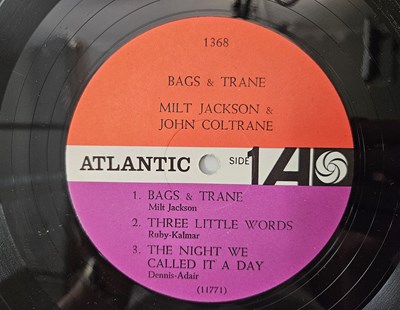 1368
BAGS & TRANE
MILT JACKSON &
JOHN COLTRANE
ATLANTIC SIDE 1 A
1. BAGS & TRANE
Milt Jackson
2. THREE LITTLE WORDS
Ruby-Kalmar
3. THE NIGHT WE
CALLED IT A DAY
Dennis-Adair
(11771)